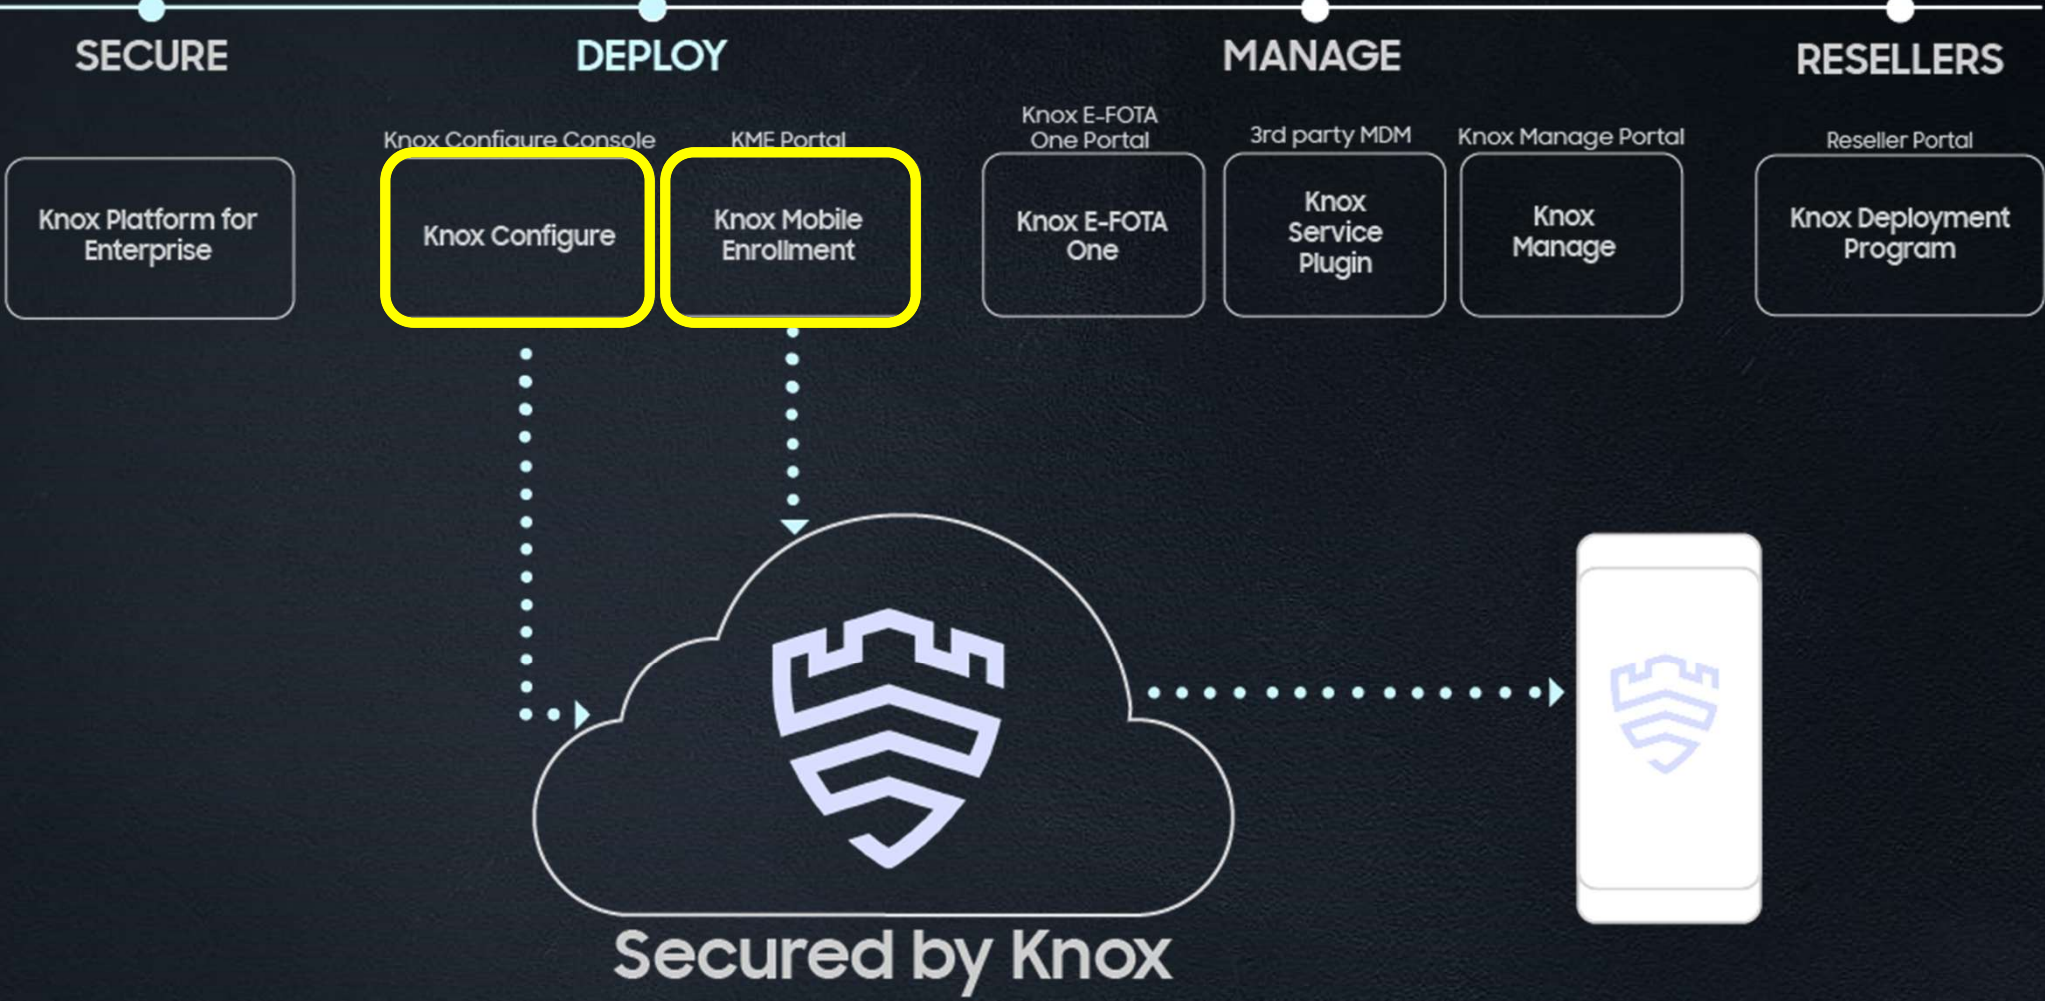 SECURE
DEPLOY
MANAGE
RESELLERS
Knox Configure Console
KME Portal
Knox E-FOTA
One Portal
3rd party MDM
Knox Manage Portal
Reseller Portal
Knox Platform for
Enterprise
Knox Configure
Knox Mobile
Enrollment
Knox E-FOTA
One
Knox
Service
Plugin
Knox
Manage
Knox Deployment
Program
Secured by Knox